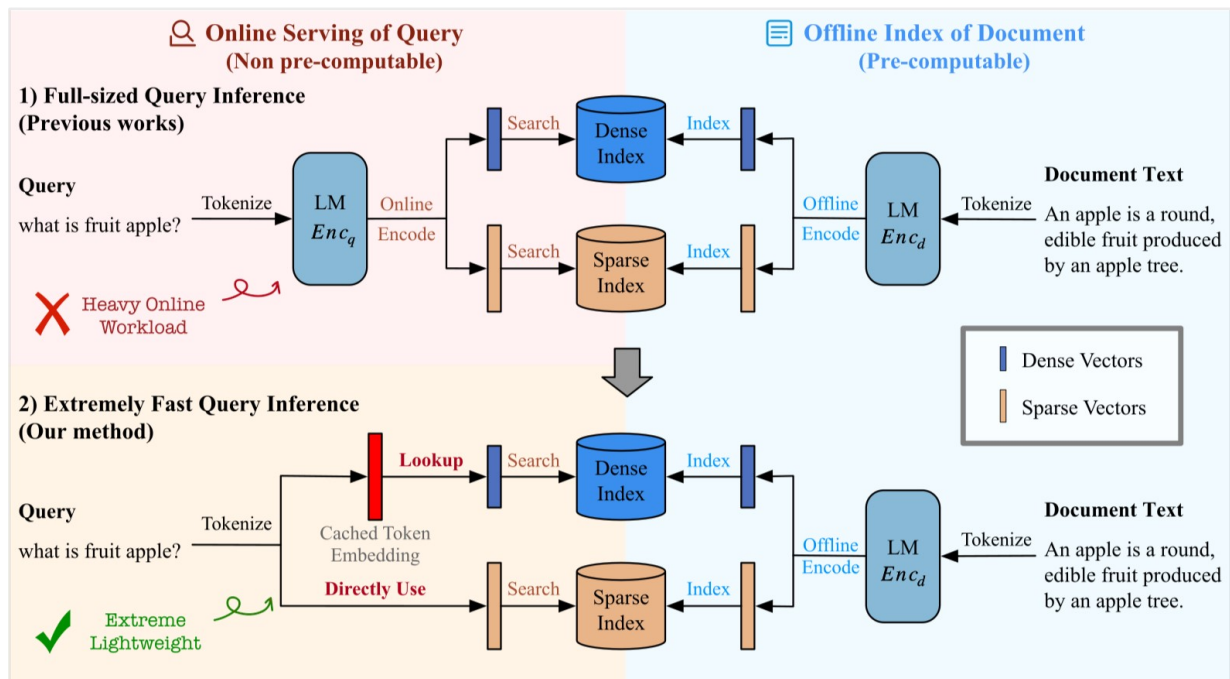 Online Serving of Query
(Non pre-computable)
Offline Index of Document
(Pre-computable)
1) Full-sized Query Inference
(Previous works)
Query
what is fruit apple?
Tokenize
LM
Enc_q
Online
Encode
Search
Dense
Index
Index
Search
Sparse
Index
Index
Offline
Encode
LM
Enc_d
Tokenize
Document Text
An apple is a round,
edible fruit produced
by an apple tree.
Heavy Online
Workload
Dense Vectors
Sparse Vectors
2) Extremely Fast Query Inference
(Our method)
Query
what is fruit apple?
Tokenize
Lookup
Cached Token
Embedding
Directly Use
Search
Dense
Index
Index
Search
Sparse
Index
Index
Offline
Encode
LM
Enc_d
Tokenize
Document Text
An apple is a round,
edible fruit produced
by an apple tree.
Extreme
Lightweight